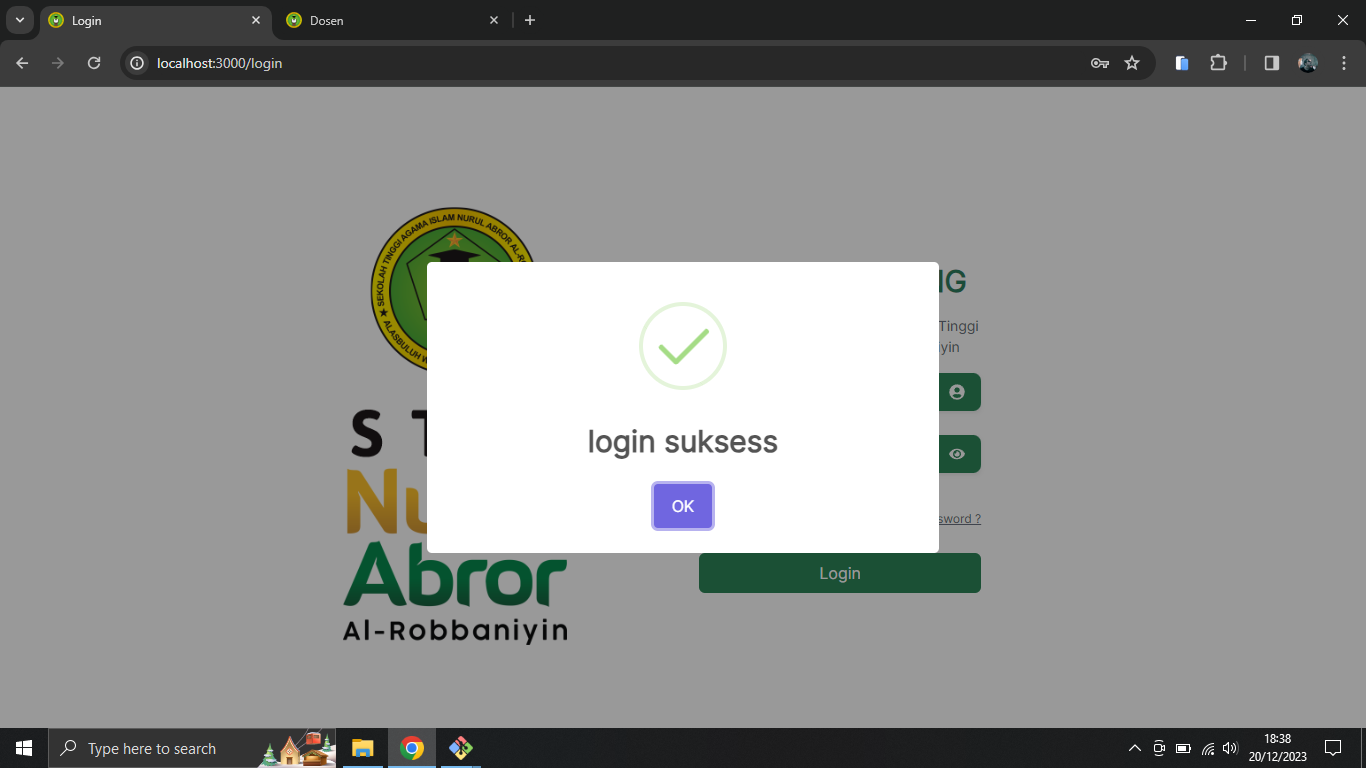 Login
Dosen
localhost:3000/login
SEKOLAH TINGGI AGAMA ISLAM NURUL ABROR AL-
ALASBULUH
S
IG
Tinggi
yin
login suksess
OK
sword ?
Login
Nu
Abror
Al-Robbaniyin
Type here to search
18:38
20/12/2023